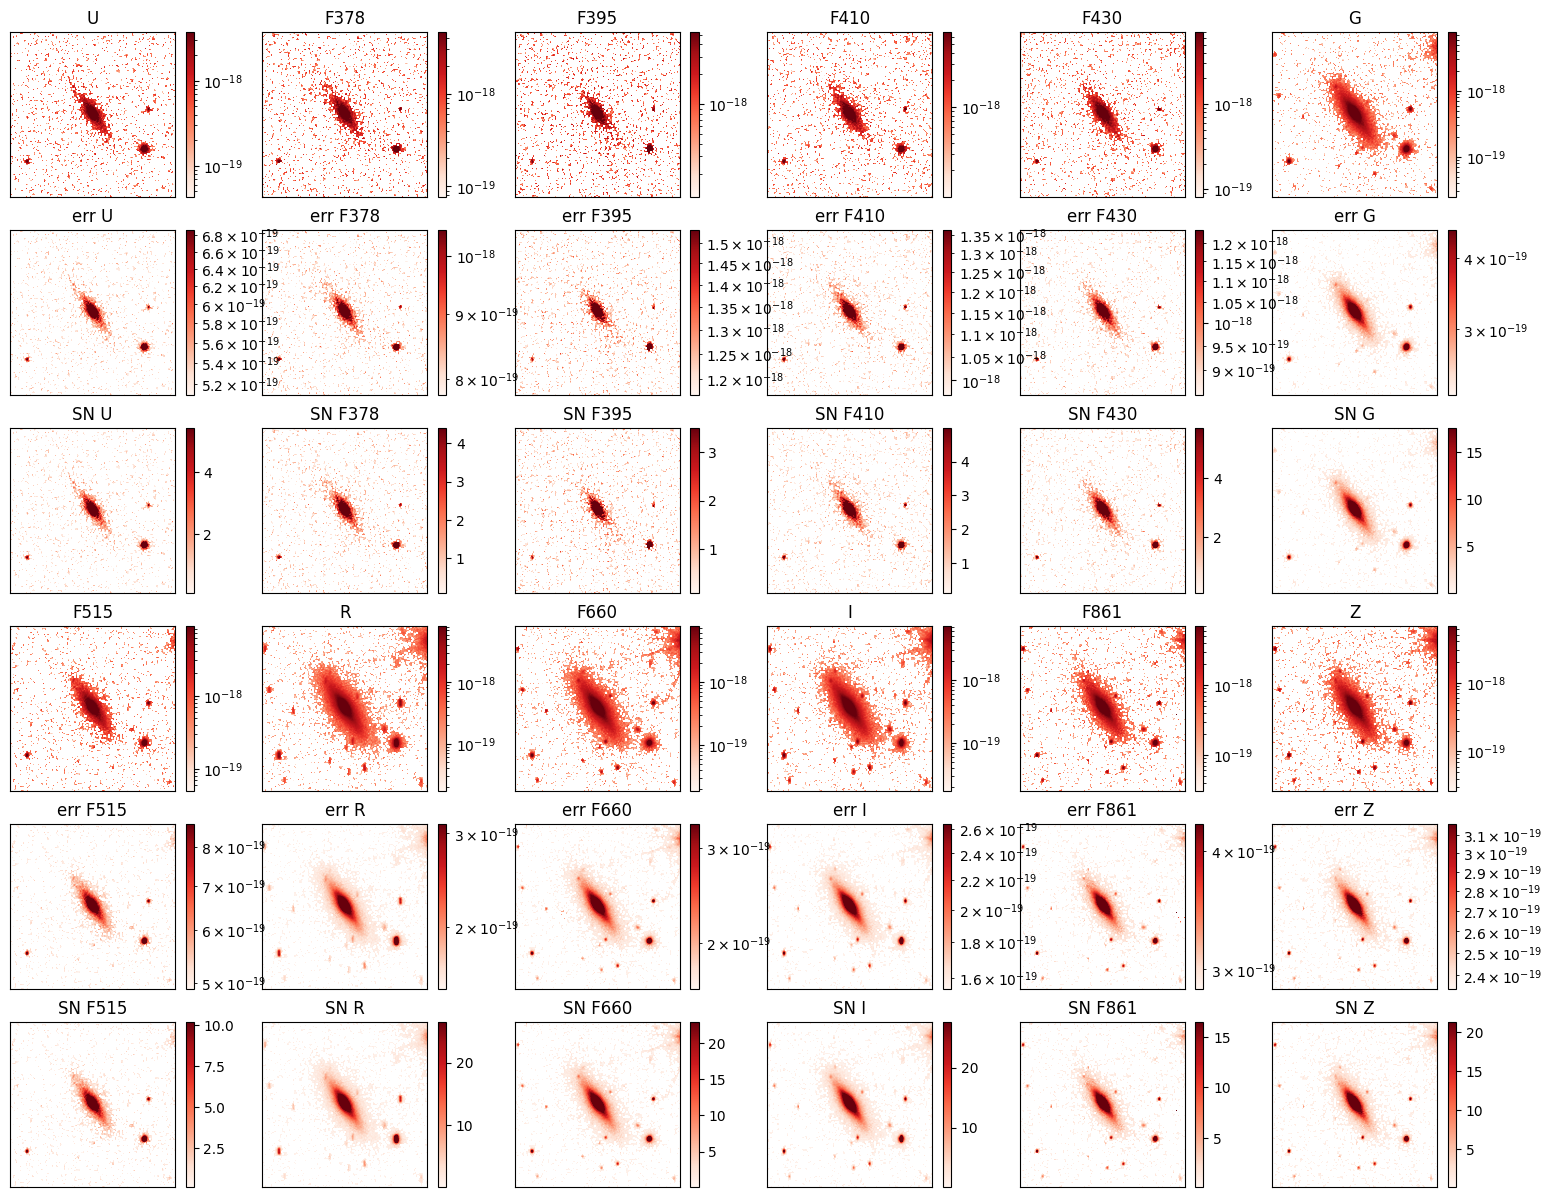 U F378 F395 F410 F430 G
10⁻¹⁸ 10⁻¹⁸ 10⁻¹⁸ 10⁻¹⁸ 10⁻¹⁸ 10⁻¹⁸
10⁻¹⁹ 10⁻¹⁹ 10⁻¹⁹ 10⁻¹⁹
err U err F378 err F395 err F410 err F430 err G
6.8 × 10⁻¹⁹
6.6 × 10⁻¹⁹
6.4 × 10⁻¹⁹
6.2 × 10⁻¹⁹
6 × 10⁻¹⁹
5.8 × 10⁻¹⁹
5.6 × 10⁻¹⁹
5.4 × 10⁻¹⁹
5.2 × 10⁻¹⁹
10⁻¹⁸
9 × 10⁻¹⁹
8 × 10⁻¹⁹
1.5 × 10⁻¹⁸
1.45 × 10⁻¹⁸
1.4 × 10⁻¹⁸
1.35 × 10⁻¹⁸
1.3 × 10⁻¹⁸
1.25 × 10⁻¹⁸
1.2 × 10⁻¹⁸
1.35 × 10⁻¹⁸
1.3 × 10⁻¹⁸
1.25 × 10⁻¹⁸
1.2 × 10⁻¹⁸
1.15 × 10⁻¹⁸
1.1 × 10⁻¹⁸
1.05 × 10⁻¹⁸
10⁻¹⁸
1.2 × 10⁻¹⁸
1.15 × 10⁻¹⁸
1.1 × 10⁻¹⁸
1.05 × 10⁻¹⁸
10⁻¹⁸
9.5 × 10⁻¹⁹
9 × 10⁻¹⁹
4 × 10⁻¹⁹
3 × 10⁻¹⁹
SN U SN F378 SN F395 SN F410 SN F430 SN G
4
2
4
3
2
1
3
2
1
4
3
2
1
4
2
15
10
5
F515 R F660 I F861 Z
10⁻¹⁸ 10⁻¹⁸ 10⁻¹⁸ 10⁻¹⁸ 10⁻¹⁸ 10⁻¹⁸
10⁻¹⁹ 10⁻¹⁹ 10⁻¹⁹ 10⁻¹⁹ 10⁻¹⁹ 10⁻¹⁹
err F515 err R err F660 err I err F861 err Z
8 × 10⁻¹⁹
7 × 10⁻¹⁹
6 × 10⁻¹⁹
5 × 10⁻¹⁹
3 × 10⁻¹⁹
2 × 10⁻¹⁹
3 × 10⁻¹⁹
2 × 10⁻¹⁹
2.6 × 10⁻¹⁹
2.4 × 10⁻¹⁹
2.2 × 10⁻¹⁹
2 × 10⁻¹⁹
1.8 × 10⁻¹⁹
1.6 × 10⁻¹⁹
4 × 10⁻¹⁹
3 × 10⁻¹⁹
3.1 × 10⁻¹⁹
3 × 10⁻¹⁹
2.9 × 10⁻¹⁹
2.8 × 10⁻¹⁹
2.7 × 10⁻¹⁹
2.6 × 10⁻¹⁹
2.5 × 10⁻¹⁹
2.4 × 10⁻¹⁹
SN F515 SN R SN F660 SN I SN F861 SN Z
10.0
7.5
5.0
2.5
20
10
20
15
10
5
20
10
15
10
5
20
15
10
5